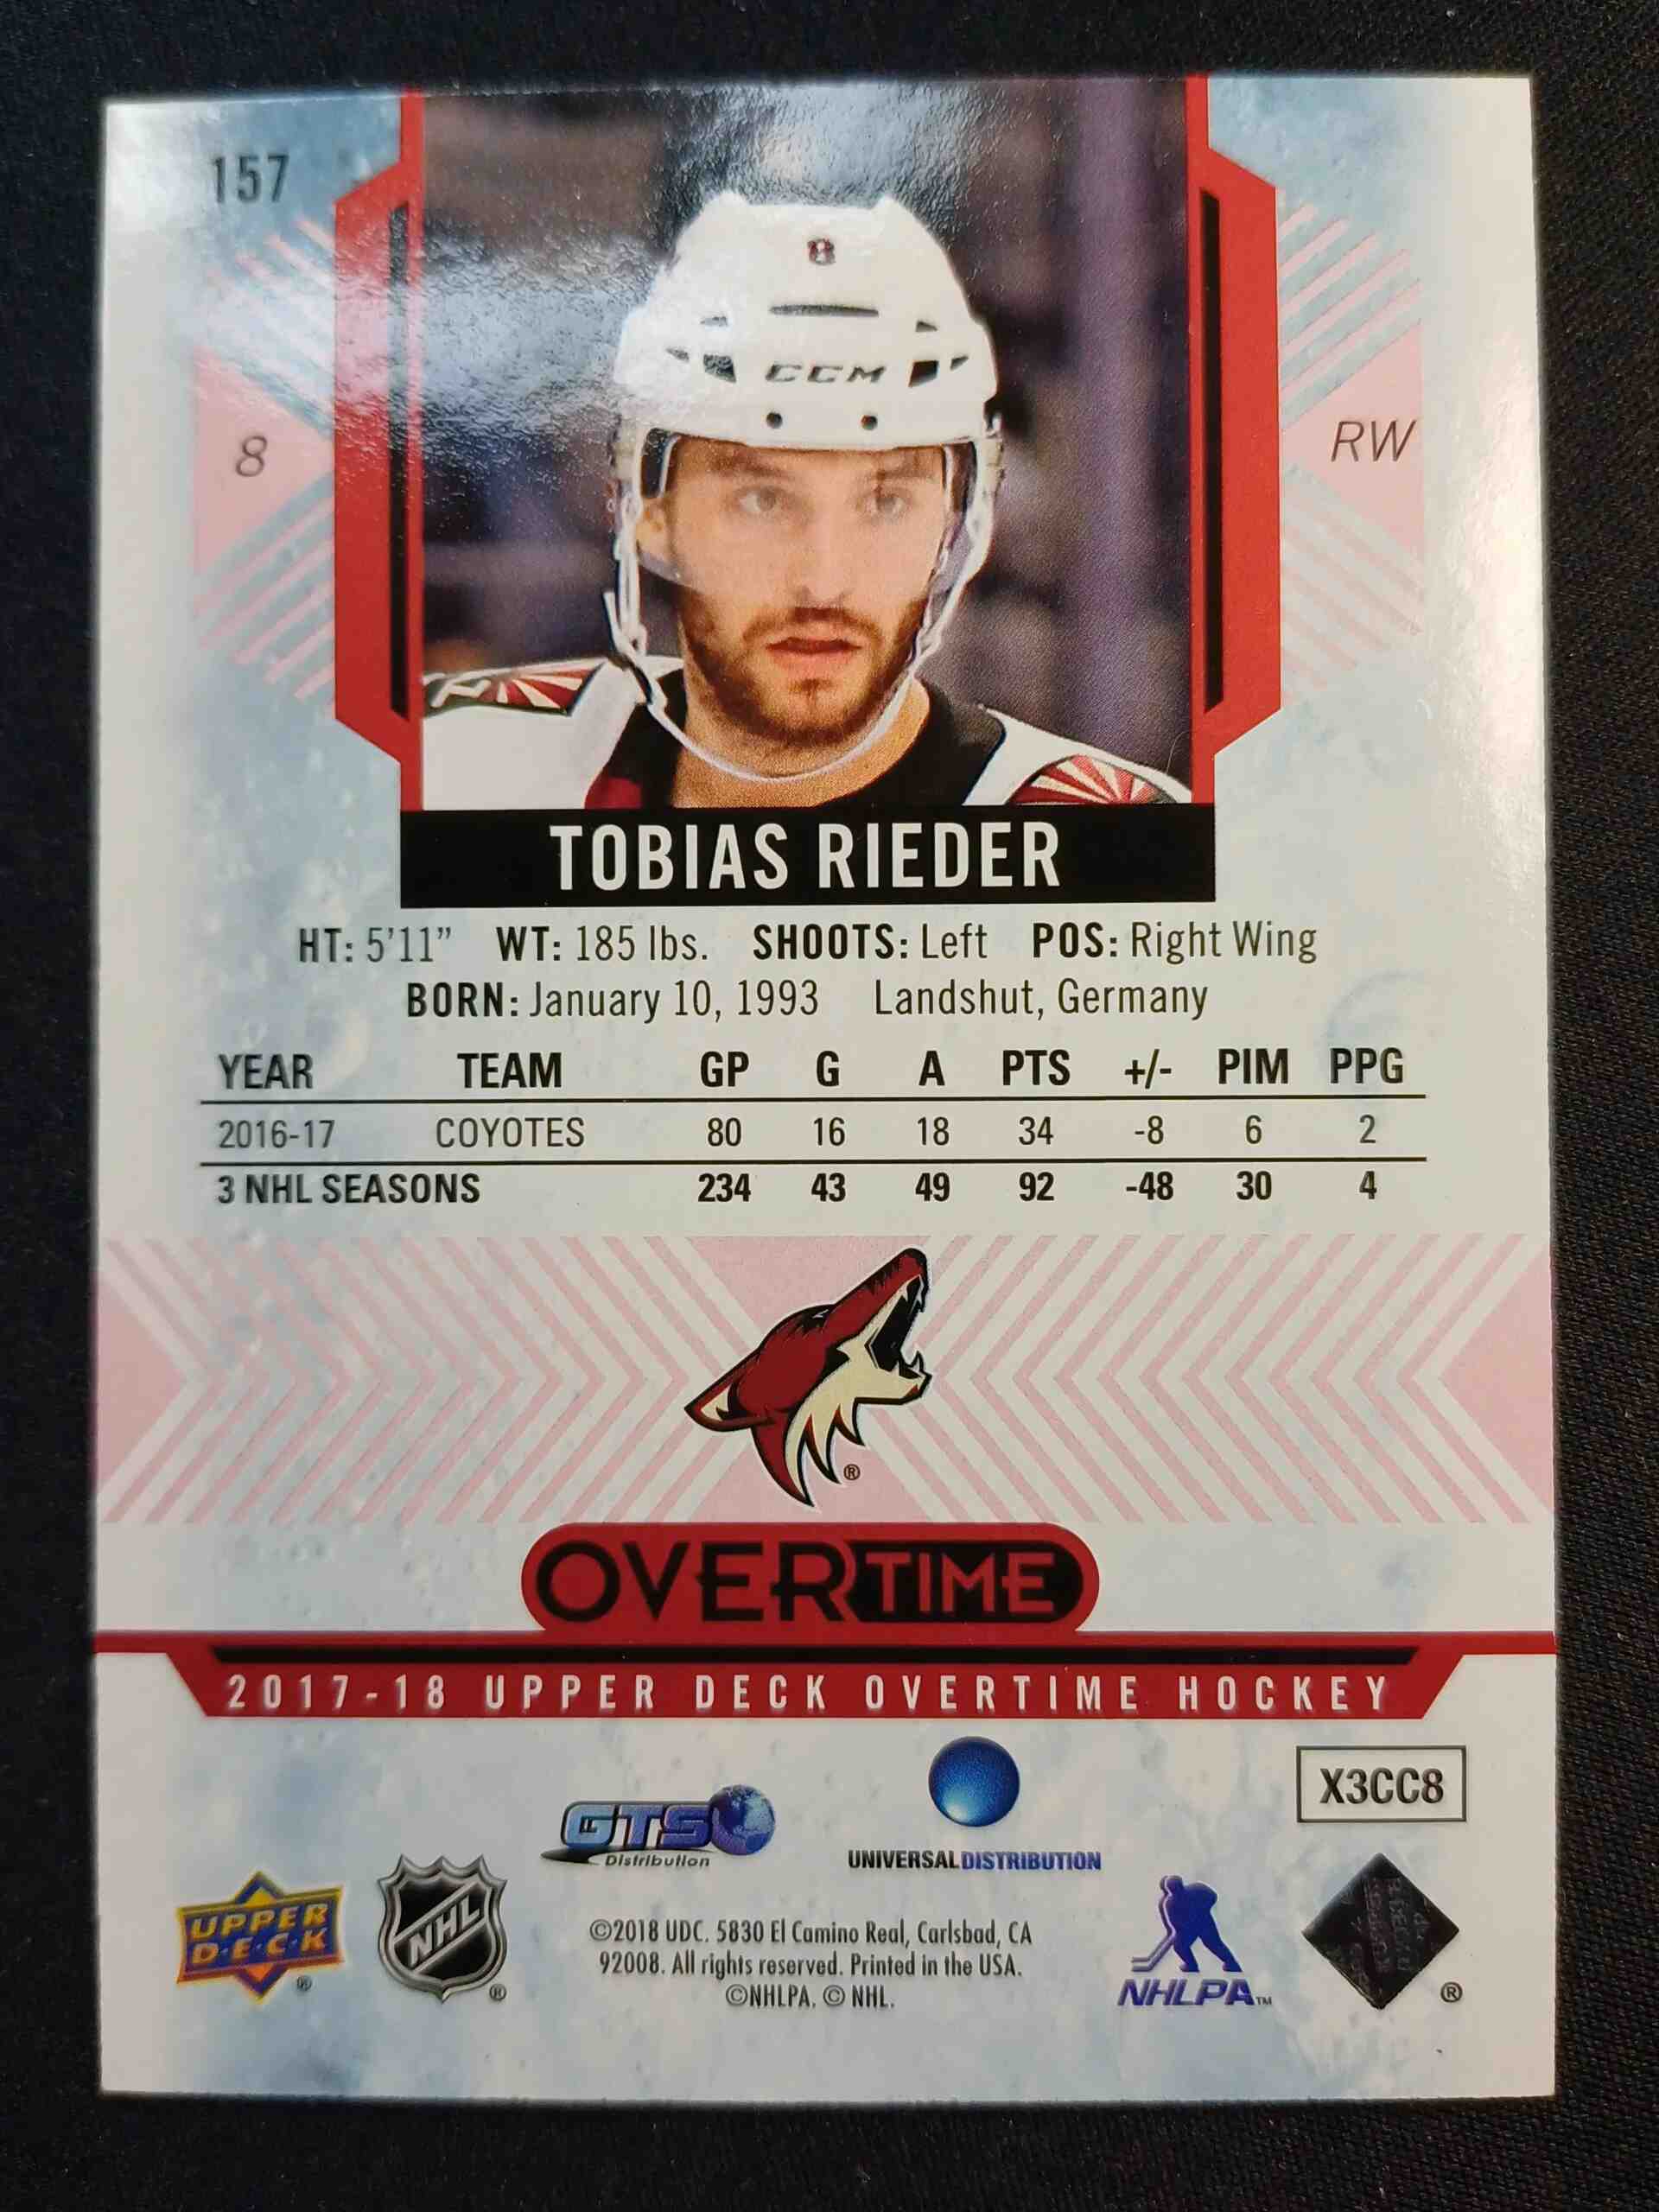 157
8
CCM
8
RW
TOBIAS RIEDER
HT: 5'11" WT: 185 lbs. SHOOTS: Left POS: Right Wing
BORN: January 10, 1993 Landshut, Germany
YEAR TEAM GP G A PTS +/- PIM PPG
2016-17 COYOTES 80 16 18 34 -8 6 2
3 NHL SEASONS 234 43 49 92 -48 30 4
®
OVERTIME
2017-18 UPPER DECK OVERTIME HOCKEY
X3CC8
GTS
Distribution
UNIVERSAL DISTRIBUTION
UPPER
D·E·C·K
®
NHL
®
©2018 UDC. 5830 El Camino Real, Carlsbad, CA
92008. All rights reserved. Printed in the USA.
©NHLPA. © NHL.
NHLPA™
®